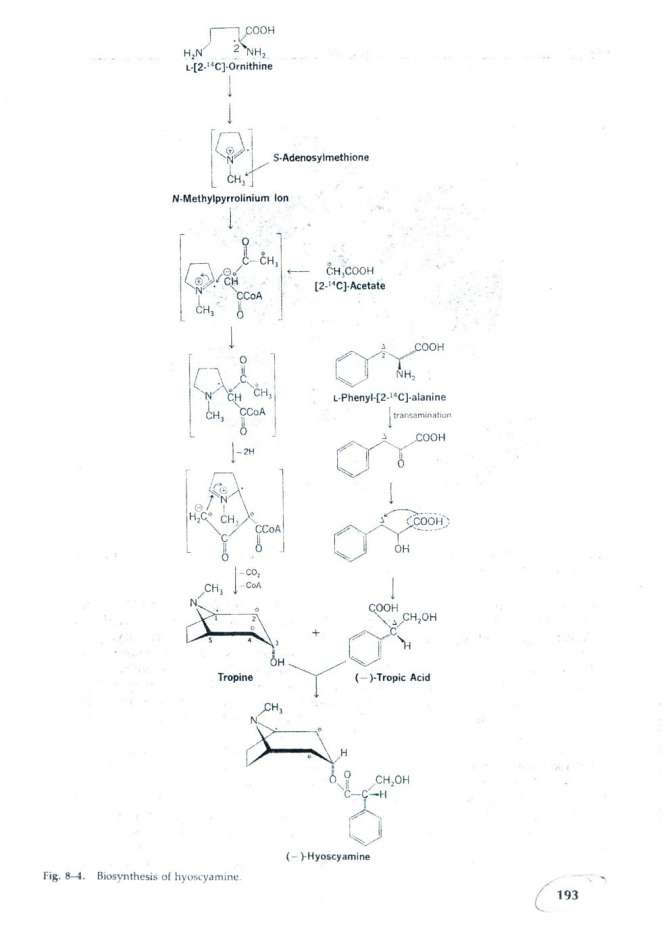 COOH
H₂N 2 NH₂
L-[2-¹⁴C]-Ornithine
N
⊕
CH₃
S-Adenosylmethione
N-Methylpyrrolinium Ion
O
C CH₃
⊕ ⊖
N CH
CCoA
CH₃ O
CH₃COOH
[2-¹⁴C]-Acetate
O
C
N CH CH₃
CH₃ CCoA
O
Δ COOH
2
NH₂
L-Phenyl-[2-¹⁴C]-alanine
transamination
-2H
Δ COOH
O
⊕
⊖ N
H₂C CH₃
C CCoA
O O
Δ COOH
OH
-CO₂
-CoA
CH₃
N
1 2
5 4 3
OH
Tropine
+
COOH
Δ CH₂OH
C
H
(-)-Tropic Acid
CH₃
N
H
O O CH₂OH
C-C-H
(-)-Hyoscyamine
Fig. 8-4. Biosynthesis of hyoscyamine.
193